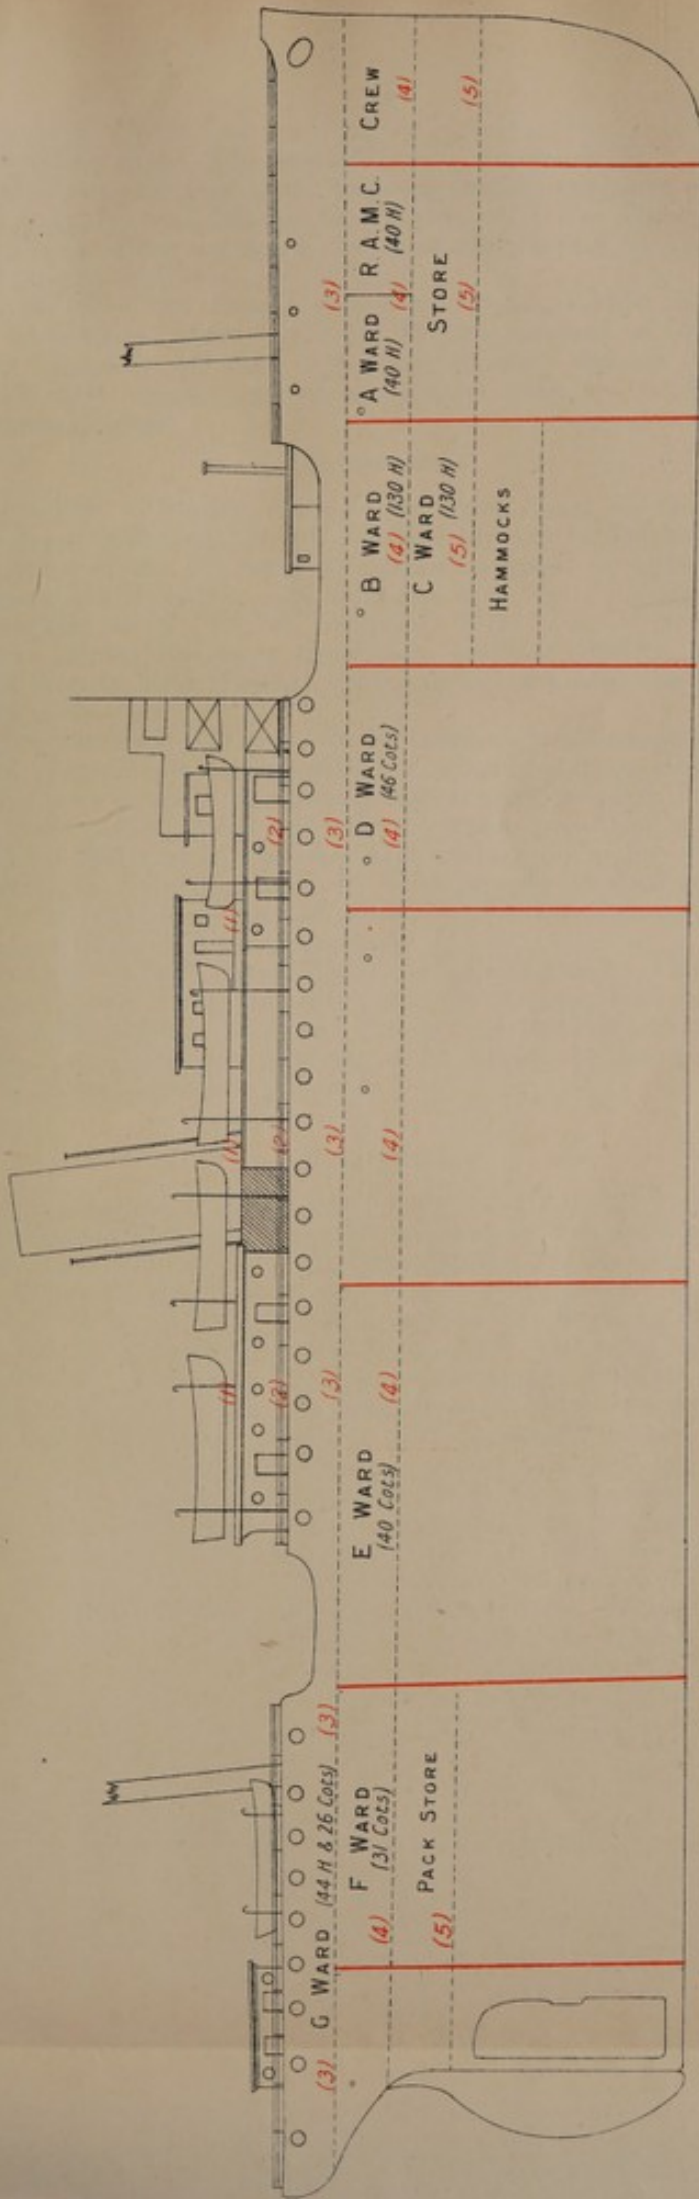 (1) (1) (1)
(2) (2) (2)
(3) G WARD (44 H & 26 Cots) (3) (3) (3) (3) (3)
F WARD
(4) (31 Cots)
E WARD
(40 Cots) (4)
(4)
D WARD
(4) (46 Cots)
B WARD
(4) (130 H)
A WARD
(40 H) (4)
R.A.M.C.
(40 H)
CREW
(4)
PACK STORE
(5)
C WARD
(5) (130 H)
STORE
(5)
(5)
HAMMOCKS